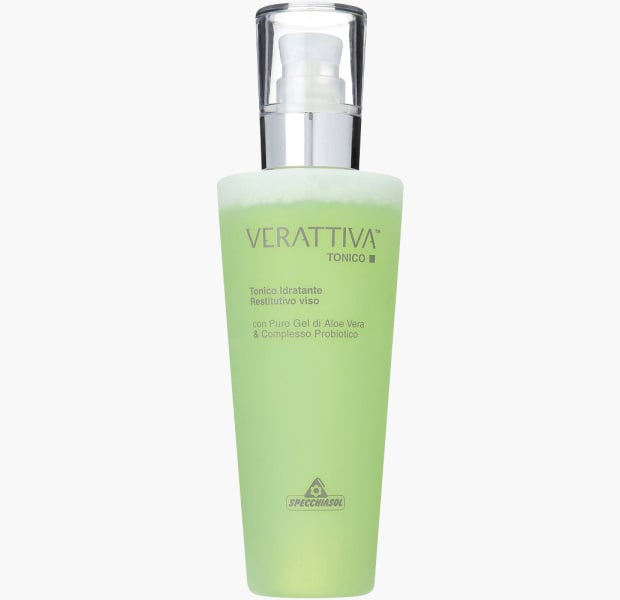 VERATTIVA™
TONICO
Tonico Idratante
Restitutivo viso
con Puro Gel di Aloe Vera
& Complesso Probiotico
SPECCHIASOL